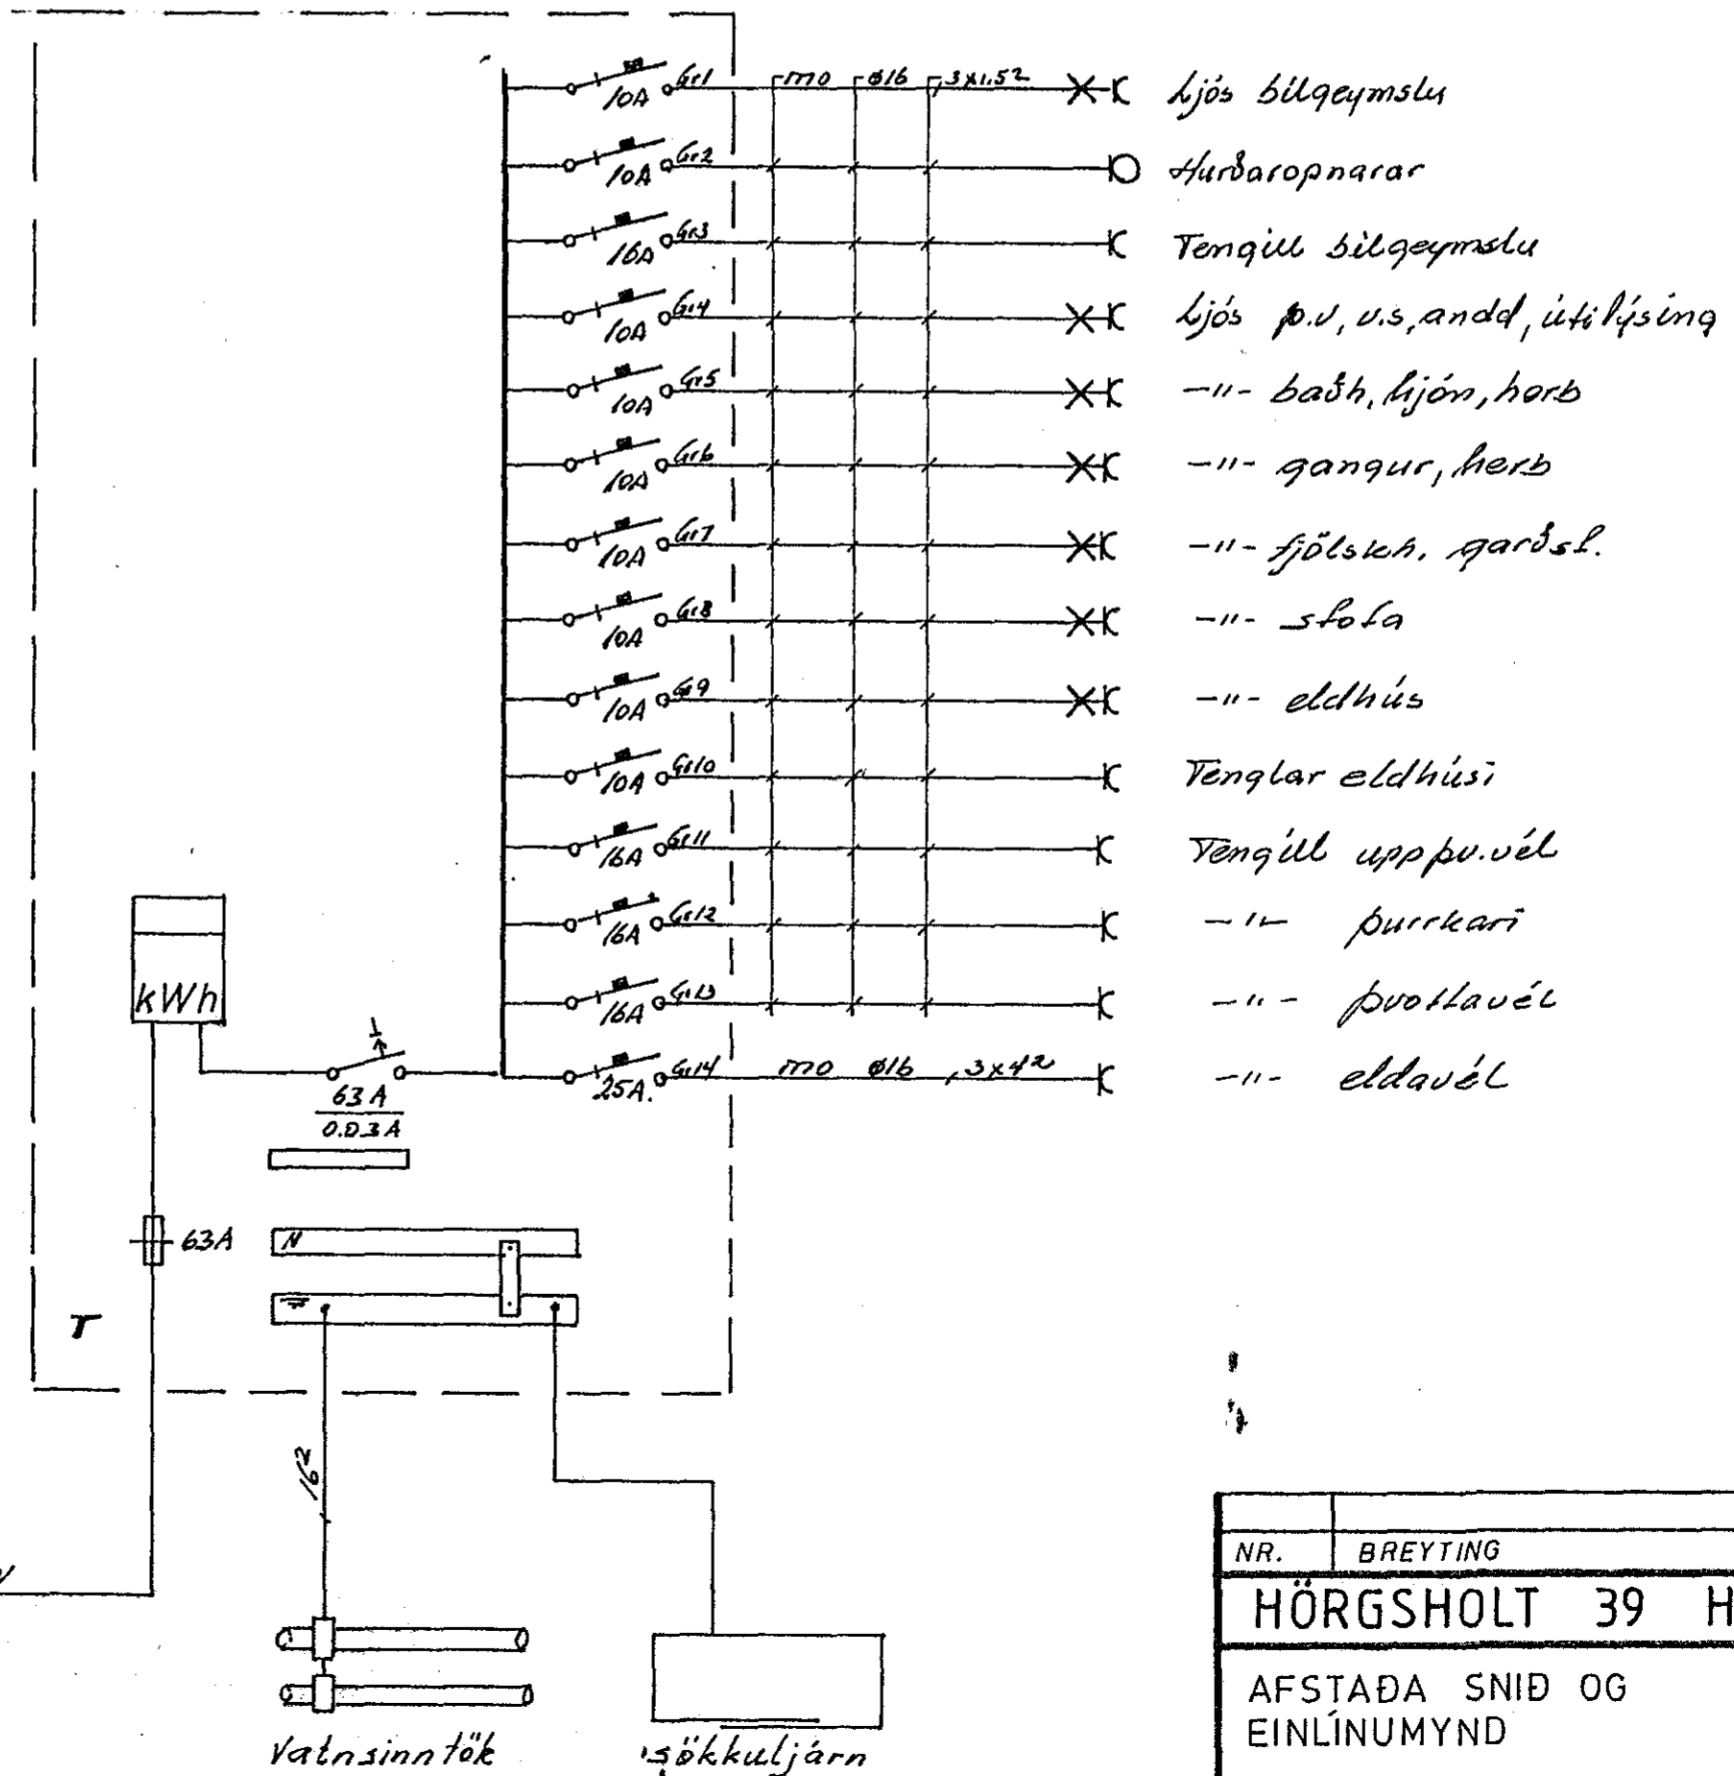 10A Gr1 mo ø16 3x1.5² Ljós bílgeymslu
10A Gr2 Hurðaropnarar
16A Gr3 Tengill bílgeymslu
10A Gr4 Ljós þ.v, v.s, andd, útilýsing
10A Gr5 -"- baðh, hjón, herb
10A Gr6 -"- gangur, herb
10A Gr7 -"- fjölskh, garðst.
10A Gr8 -"- stofa
10A Gr9 -"- eldhús
10A Gr10 Tenglar eldhúsi
16A Gr11 Tengill uppþv.vél
16A Gr12 -"- þurrkari
16A Gr13 -"- þvottavél
25A. Gr14 mo ø16, 3x4² -"- eldavél
kWh
63A
0.03A
63A
N
T
16²
Vatnsinntök
sökkuljárn
NR. BREYTING
HÖRGSHOLT 39 H
AFSTAÐA SNIÐ OG
EINLÍNUMYND